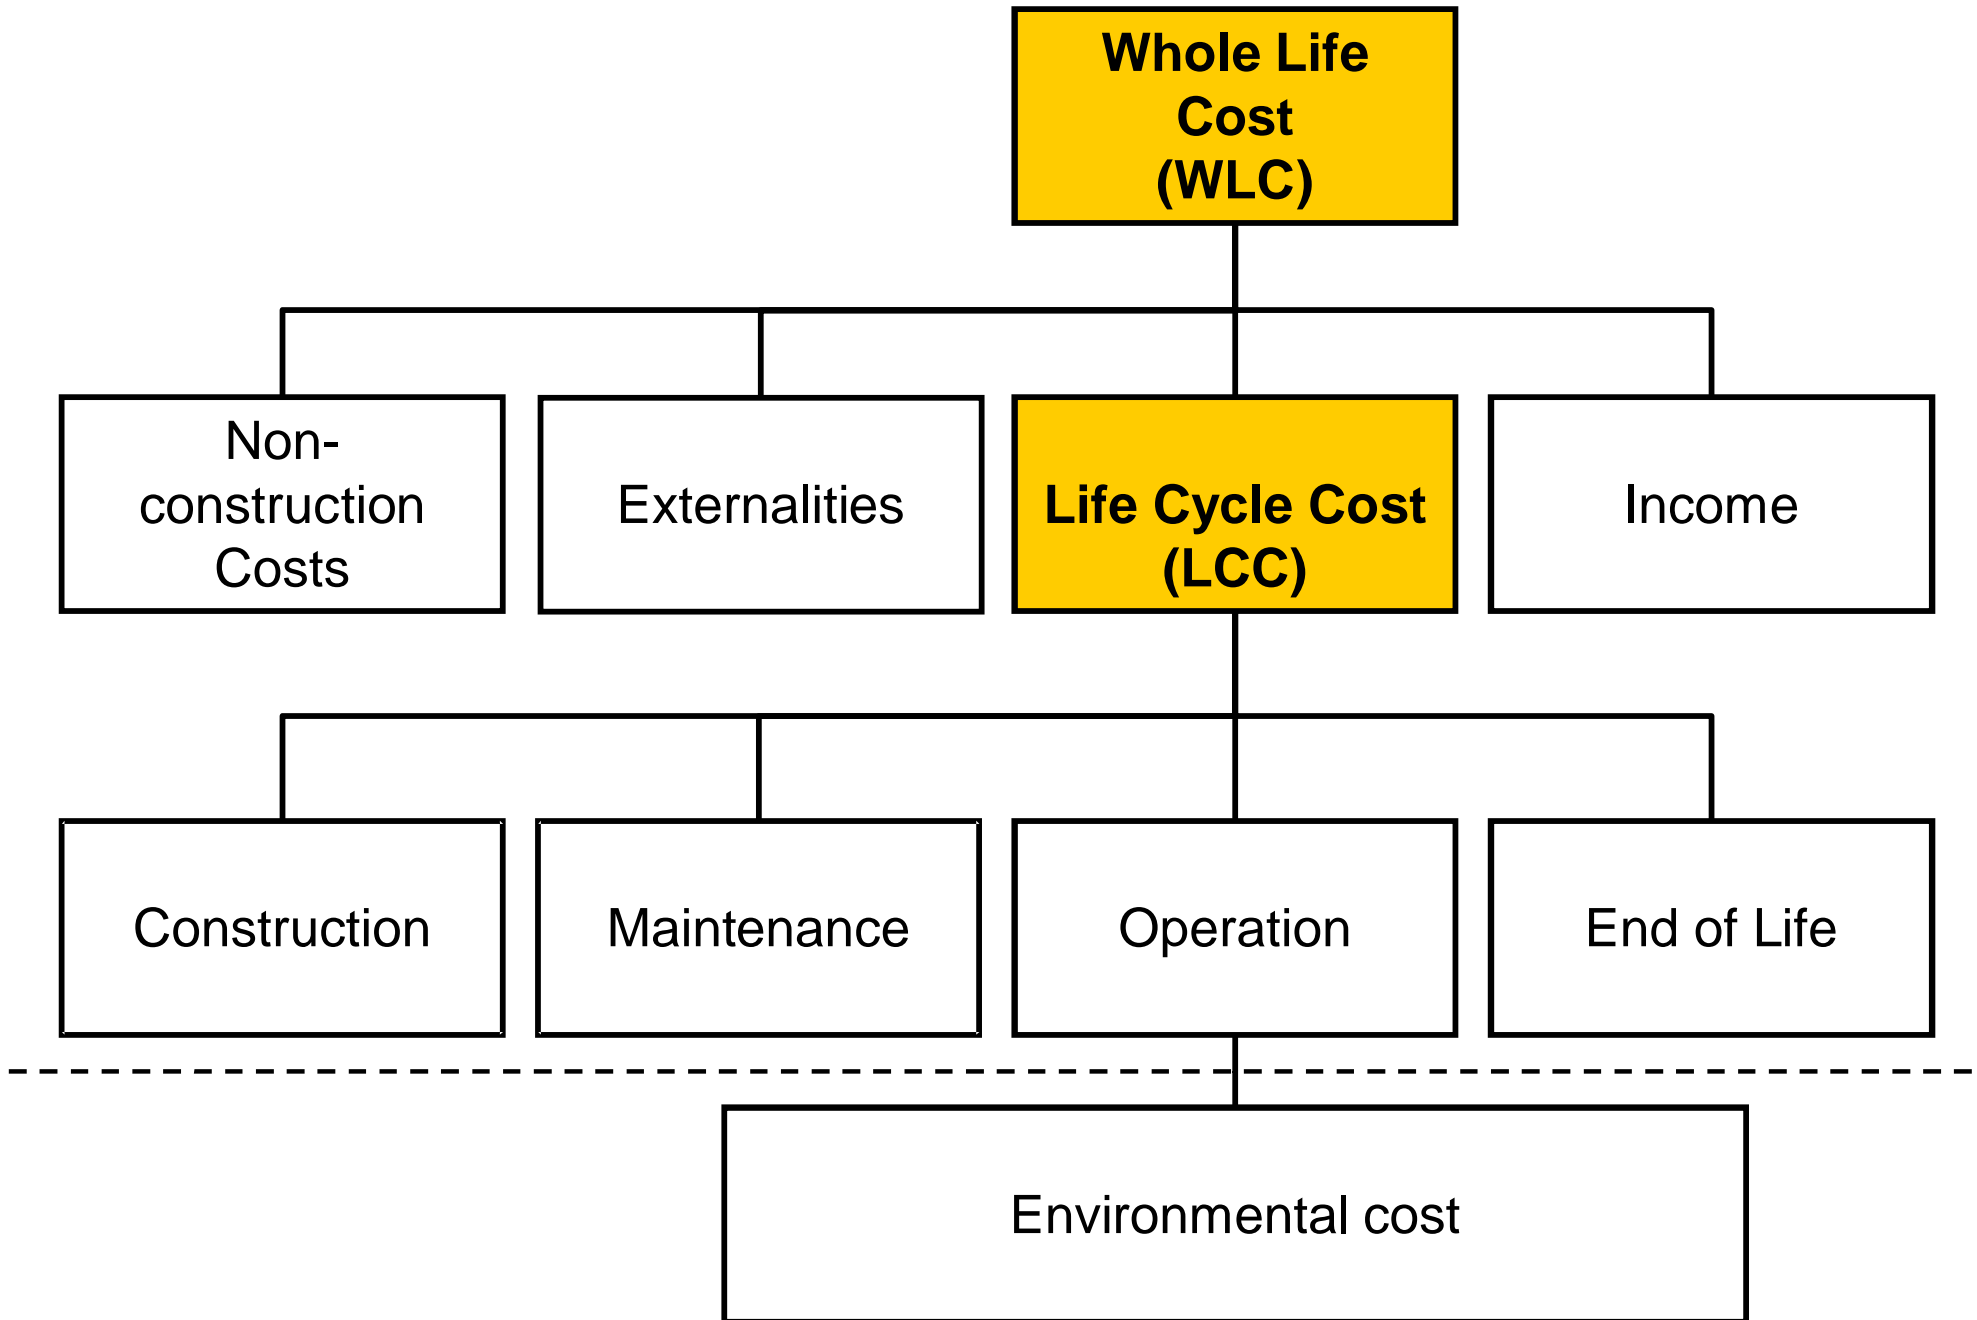 Whole Life
Cost
(WLC)
Non-
construction
Costs
Externalities
Life Cycle Cost
(LCC)
Income
Construction
Maintenance
Operation
End of Life
Environmental cost